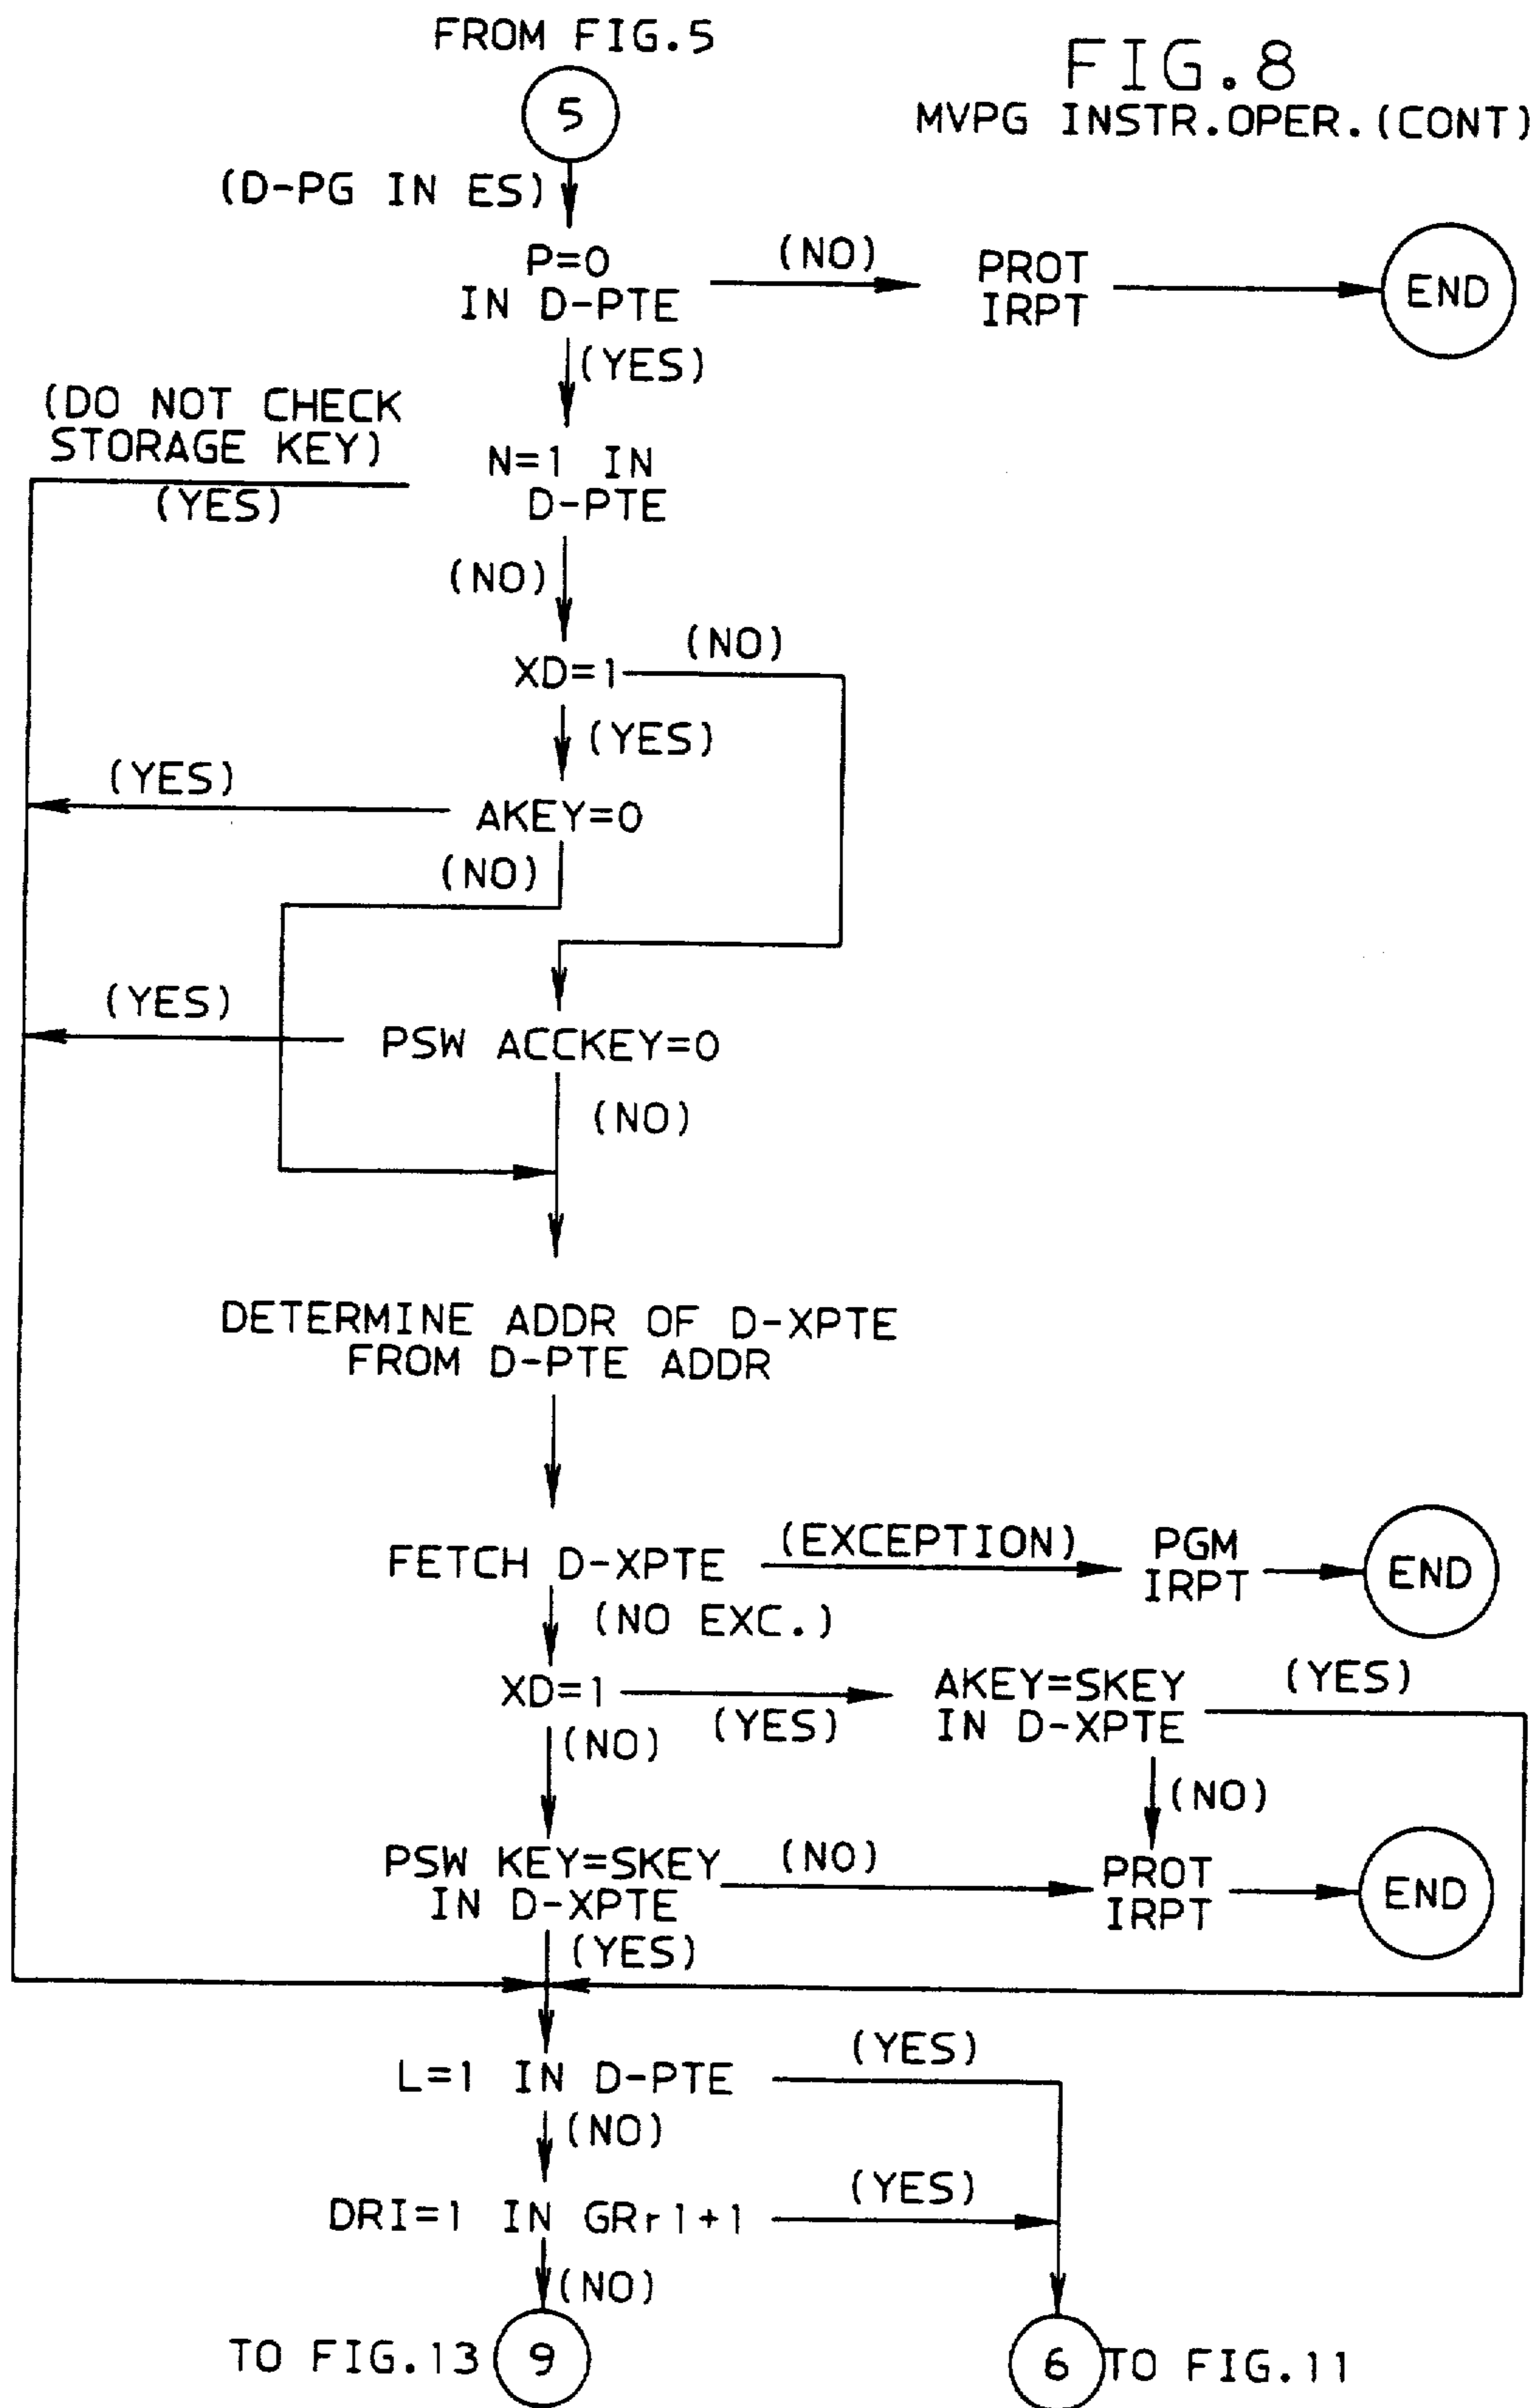 FROM FIG.5
FIG.8
MVPG INSTR.OPER.(CONT)
5
(D-PG IN ES)
P=0
IN D-PTE
(NO)
PROT
IRPT
END
(YES)
(DO NOT CHECK
STORAGE KEY)
(YES)
N=1 IN
D-PTE
(NO)
XD=1
(NO)
(YES)
(YES)
AKEY=0
(NO)
(YES)
PSW ACCKEY=0
(NO)
DETERMINE ADDR OF D-XPTE
FROM D-PTE ADDR
FETCH D-XPTE
(EXCEPTION)
PGM
IRPT
END
(NO EXC.)
XD=1
(YES)
AKEY=SKEY
IN D-XPTE
(YES)
(NO)
(NO)
PSW KEY=SKEY
IN D-XPTE
(NO)
PROT
IRPT
END
(YES)
L=1 IN D-PTE
(YES)
(NO)
DRI=1 IN GRr1+1
(YES)
(NO)
TO FIG.13
9
6
TO FIG.11